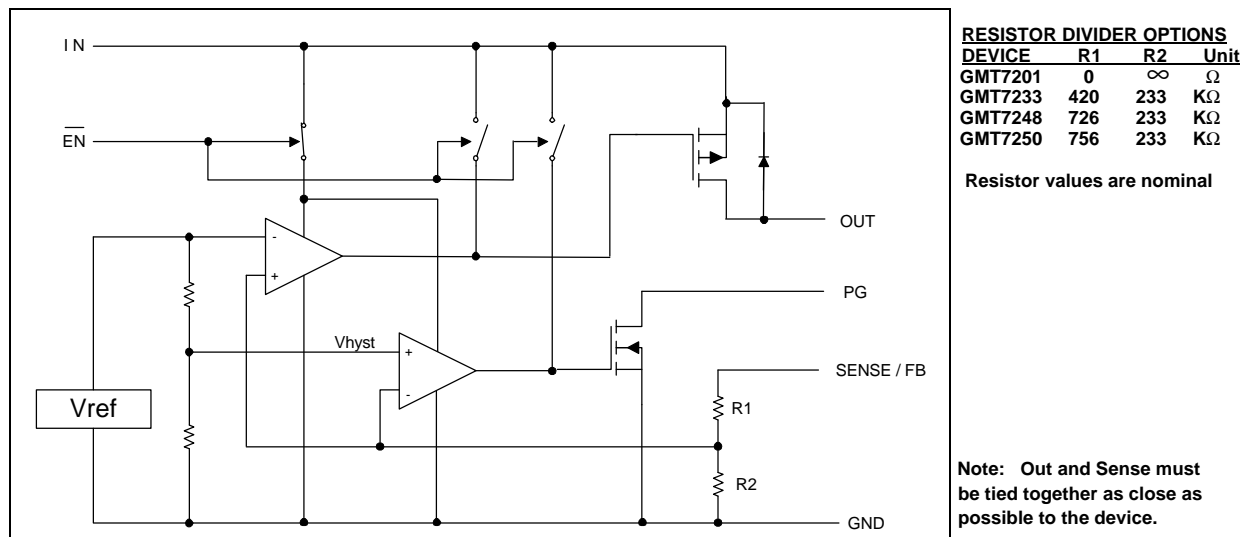 IN
EN
OUT
PG
Vhyst
SENSE / FB
Vref
R1
R2
GND
-
+
+
-
RESISTOR DIVIDER OPTIONS
DEVICE R1 R2 Unit
GMT7201 0 ∞ Ω
GMT7233 420 233 KΩ
GMT7248 726 233 KΩ
GMT7250 756 233 KΩ
Resistor values are nominal
Note: Out and Sense must
be tied together as close as
possible to the device.